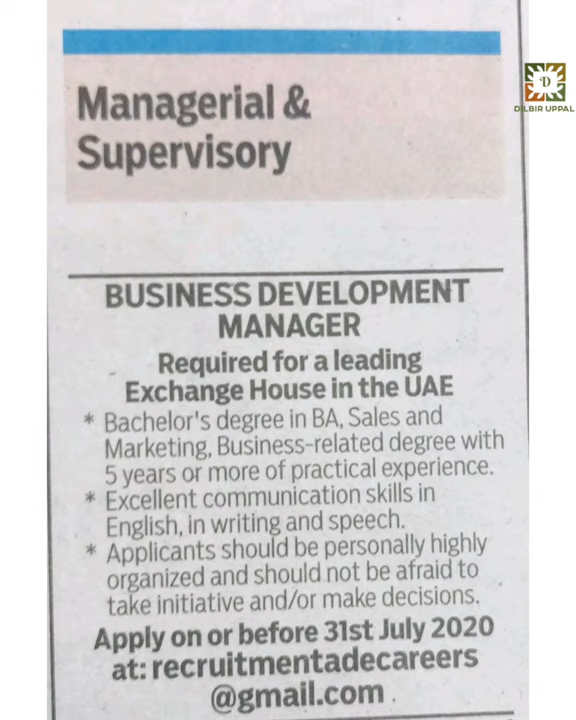 Managerial &
Supervisory
D
DILBIR UPPAL
BUSINESS DEVELOPMENT
MANAGER
Required for a leading
Exchange House in the UAE
* Bachelor's degree in BA, Sales and
Marketing, Business-related degree with
5 years or more of practical experience.
* Excellent communication skills in
English, in writing and speech.
* Applicants should be personally highly
organized and should not be afraid to
take initiative and/or make decisions.
Apply on or before 31st July 2020
at: recruitmentadecareers
@gmail.com